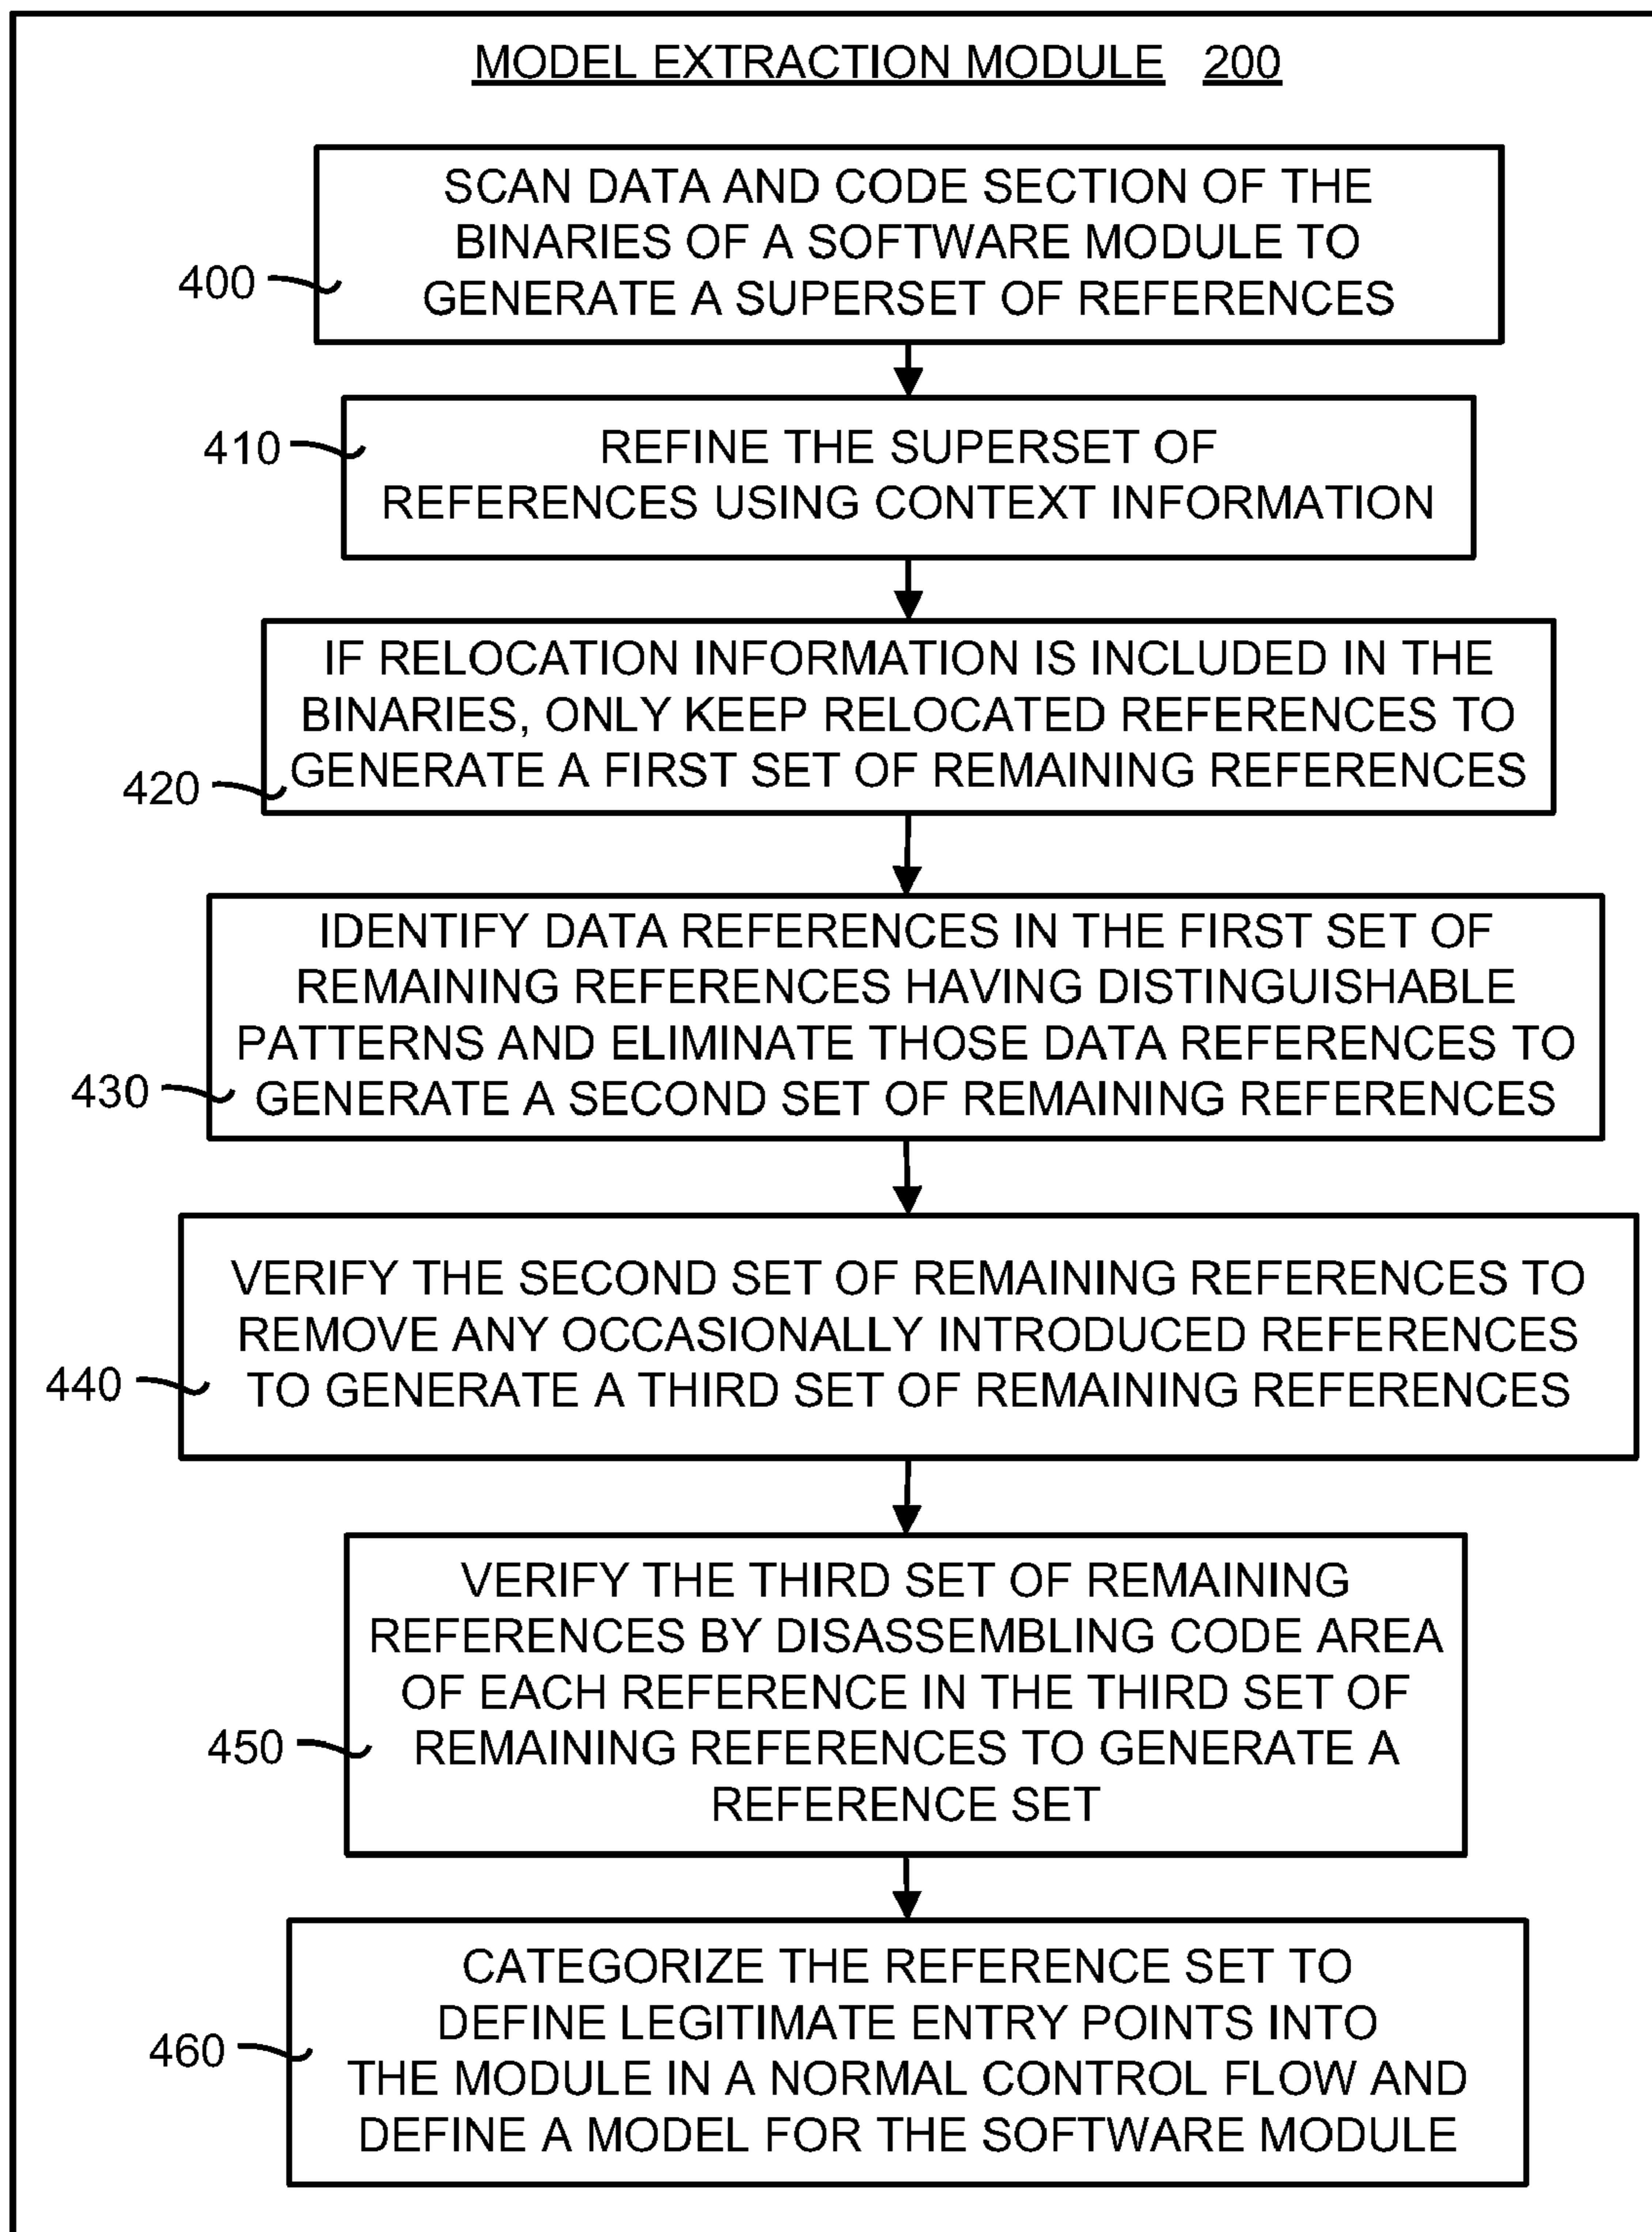 MODEL EXTRACTION MODULE 200
SCAN DATA AND CODE SECTION OF THE
BINARIES OF A SOFTWARE MODULE TO
GENERATE A SUPERSET OF REFERENCES
400
REFINE THE SUPERSET OF
REFERENCES USING CONTEXT INFORMATION
410
IF RELOCATION INFORMATION IS INCLUDED IN THE
BINARIES, ONLY KEEP RELOCATED REFERENCES TO
GENERATE A FIRST SET OF REMAINING REFERENCES
420
IDENTIFY DATA REFERENCES IN THE FIRST SET OF
REMAINING REFERENCES HAVING DISTINGUISHABLE
PATTERNS AND ELIMINATE THOSE DATA REFERENCES TO
GENERATE A SECOND SET OF REMAINING REFERENCES
430
VERIFY THE SECOND SET OF REMAINING REFERENCES TO
REMOVE ANY OCCASIONALLY INTRODUCED REFERENCES
TO GENERATE A THIRD SET OF REMAINING REFERENCES
440
VERIFY THE THIRD SET OF REMAINING
REFERENCES BY DISASSEMBLING CODE AREA
OF EACH REFERENCE IN THE THIRD SET OF
REMAINING REFERENCES TO GENERATE A
REFERENCE SET
450
CATEGORIZE THE REFERENCE SET TO
DEFINE LEGITIMATE ENTRY POINTS INTO
THE MODULE IN A NORMAL CONTROL FLOW AND
DEFINE A MODEL FOR THE SOFTWARE MODULE
460